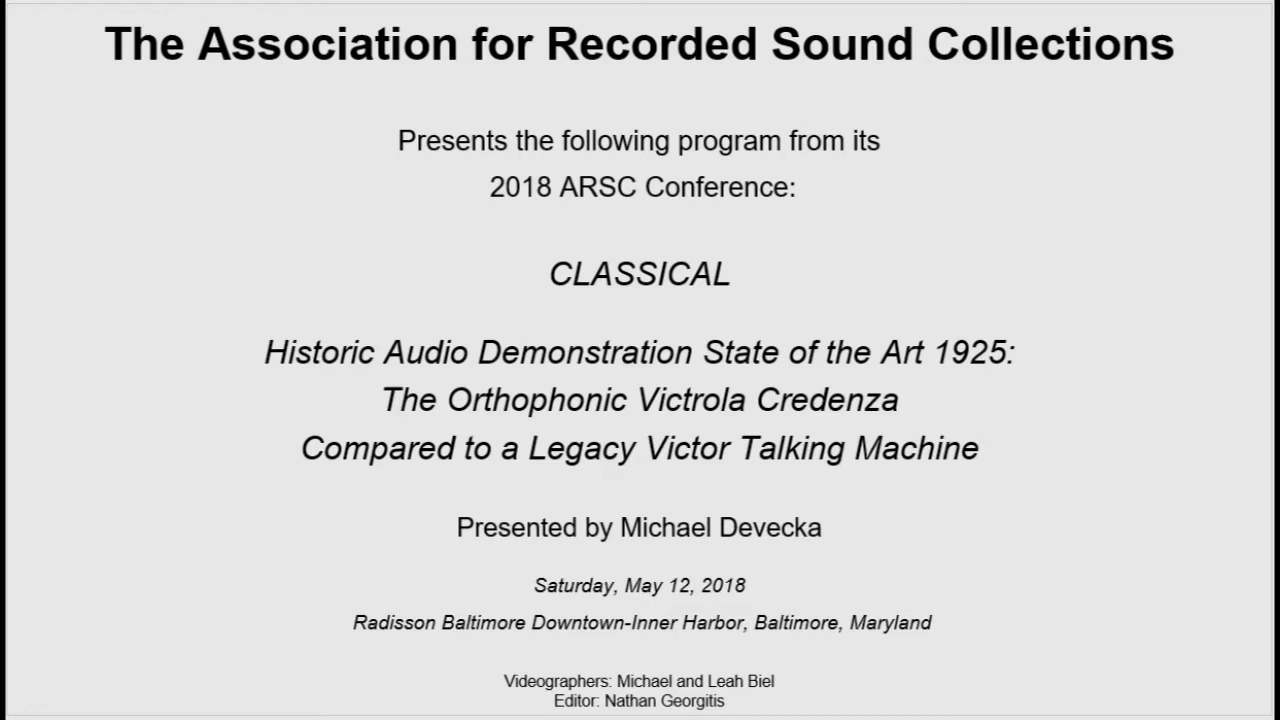 The Association for Recorded Sound Collections
Presents the following program from its
2018 ARSC Conference:
CLASSICAL
Historic Audio Demonstration State of the Art 1925:
The Orthophonic Victrola Credenza
Compared to a Legacy Victor Talking Machine
Presented by Michael Devecka
Saturday, May 12, 2018
Radisson Baltimore Downtown-Inner Harbor, Baltimore, Maryland
Videographers: Michael and Leah Biel
Editor: Nathan Georgitis